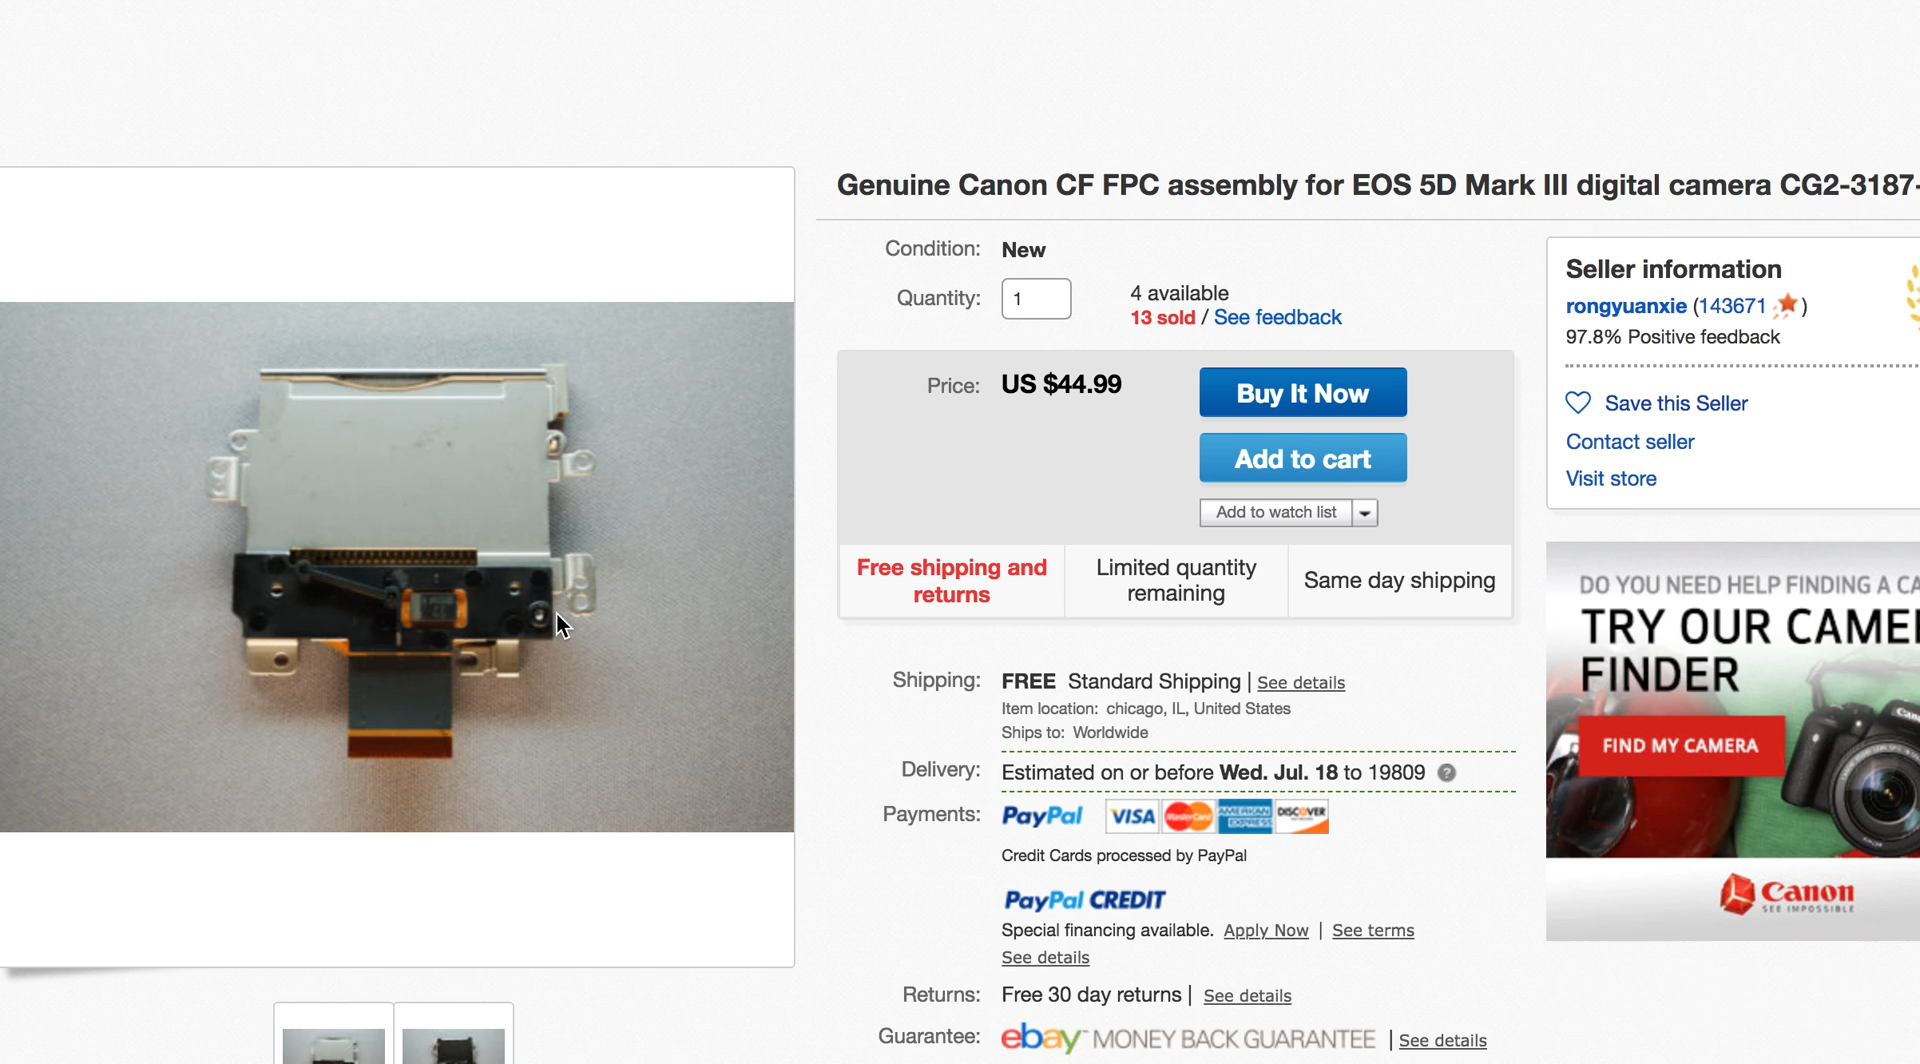 Genuine Canon CF FPC assembly for EOS 5D Mark III digital camera CG2-3187-
Condition: New
Quantity: 1
4 available
13 sold / See feedback
Price: US $44.99
Buy It Now
Add to cart
Add to watch list
Free shipping and returns
Limited quantity remaining
Same day shipping
Shipping: FREE Standard Shipping | See details
Item location: chicago, IL, United States
Ships to: Worldwide
Delivery: Estimated on or before Wed. Jul. 18 to 19809 ?
Payments: PayPal VISA MasterCard AMERICAN EXPRESS DISCOVER
Credit Cards processed by PayPal
PayPal CREDIT
Special financing available. Apply Now | See terms
See details
Returns: Free 30 day returns | See details
Guarantee: ebay MONEY BACK GUARANTEE | See details
Seller information
rongyuanxie (143671 )
97.8% Positive feedback
Save this Seller
Contact seller
Visit store
DO YOU NEED HELP FINDING A CA
TRY OUR CAME
FINDER
FIND MY CAMERA
Canon
SEE IMPOSSIBLE